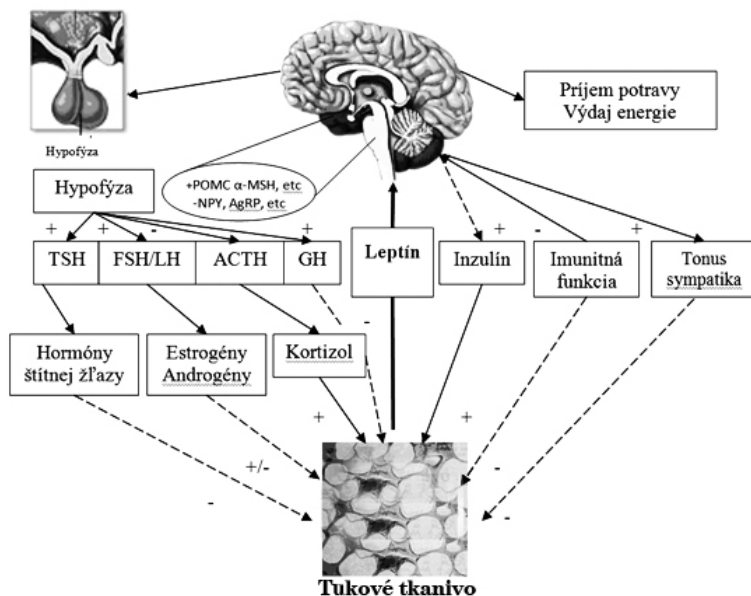 Príjem potravy
Výdaj energie
Hypofýza
Hypofýza
+POMC α-MSH, etc
-NPY, AgRP, etc
+ + - +
TSH FSH/LH ACTH GH
Leptín
+ - +
Inzulín
Imunitná
funkcia
Tonus
sympatika
-
Hormóny
štítnej žľazy
Estrogény
Androgény
Kortizol
+ +
+/- -
- -
Tukové tkanivo